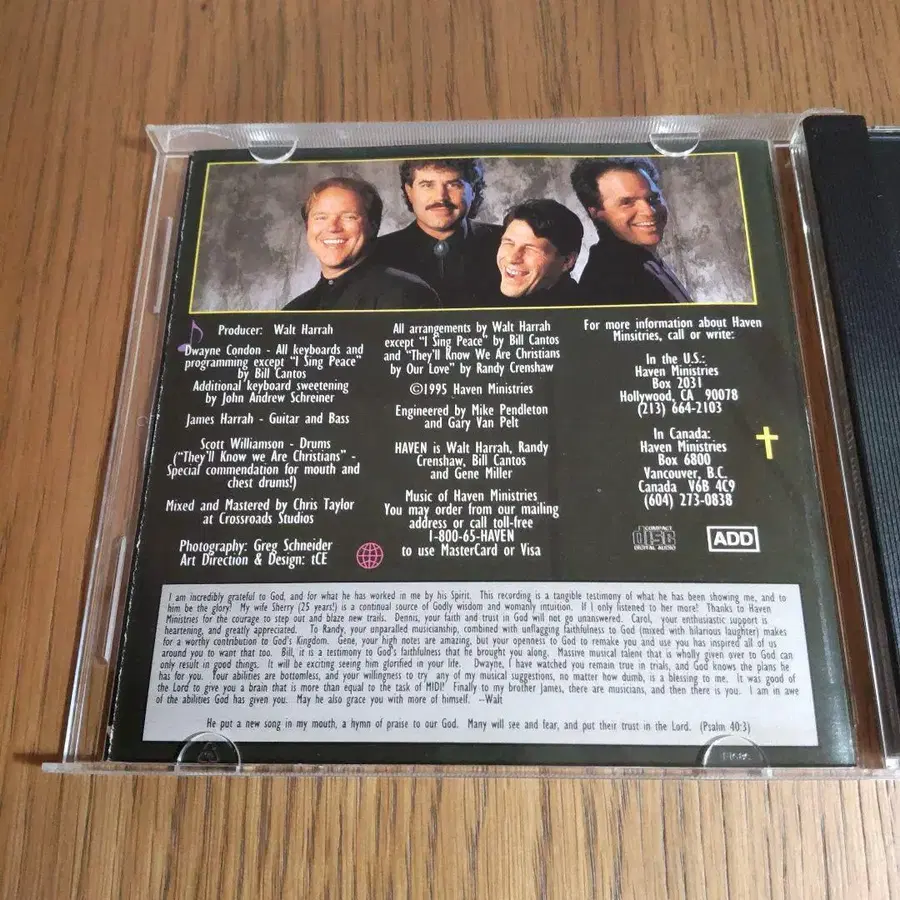 Producer: Walt Harrah
Dwayne Condon - All keyboards and
programming except "I Sing Peace"
by Bill Cantos
Additional keyboard sweetening
by John Andrew Schreiner
James Harrah - Guitar and Bass
Scott Williamson - Drums
("They'll Know we Are Christians" -
Special commendation for mouth and
chest drums!)
Mixed and Mastered by Chris Taylor
at Crossroads Studios
Photography: Greg Schneider
Art Direction & Design: tCE
All arrangements by Walt Harrah
except "I Sing Peace" by Bill Cantos
and "They'll Know We Are Christians
by Our Love" by Randy Crenshaw
©1995 Haven Ministries
Engineered by Mike Pendleton
and Gary Van Pelt
HAVEN is Walt Harrah, Randy
Crenshaw, Bill Cantos
and Gene Miller
Music of Haven Ministries
You may order from our mailing
address or call toll-free
1-800-65-HAVEN
to use MasterCard or Visa
For more information about Haven
Minsitries, call or write:
In the U.S.:
Haven Ministries
Box 2031
Hollywood, CA 90078
(213) 664-2103
In Canada:
Haven Ministries
Box 6800
Vancouver, B.C.
Canada V6B 4C9
(604) 273-0838
COMPACT
disc
DIGITAL AUDIO
ADD
I am incredibly grateful to God, and for what he has worked in me by his Spirit. This recording is a tangible testimony of what he has been showing me, and to
him be the glory! My wife Sherry (25 years!) is a continual source of Godly wisdom and womanly intuition. If I only listened to her more! Thanks to Haven
Ministries for the courage to step out and blaze new trails. Dennis, your faith and trust in God will not go unanswered. Carol, your enthusiastic support is
heartening, and greatly appreciated. To Randy, your unparalled musicianship, combined with unflagging faithfulness to God (mixed with hilarious laughter) makes
for a worthy contribution to God's Kingdom. Gene, your high notes are amazing, but your openness to God to remake you and use you has inspired all of us
around you to want that too. Bill, it is a testimony to God's faithfulness that he brought you along. Massive musical talent that is wholly given over to God can
only result in good things. It will be exciting seeing him glorified in your life. Dwayne, I have watched you remain true in trials, and God knows the plans he
has for you. Your abilities are bottomless, and your willingness to try any of my musical suggestions, no matter how dumb, is a blessing to me. It was good of
the Lord to give you a brain that is more than equal to the task of MIDI! Finally to my brother James, there are musicians, and then there is you. I am in awe
of the abilities God has given you. May he also grace you with more of himself. -Walt
He put a new song in my mouth, a hymn of praise to our God. Many will see and fear, and put their trust in the Lord. (Psalm 40:3)